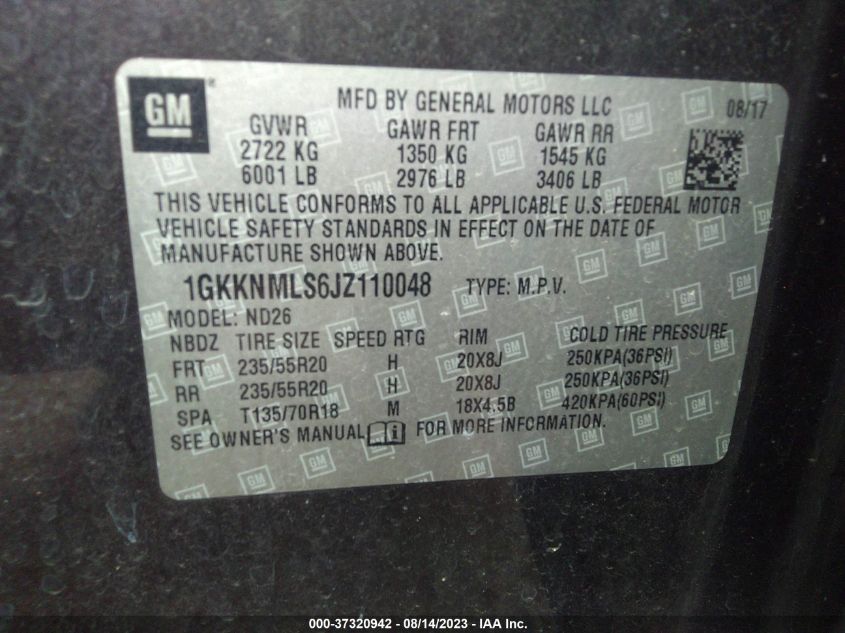 GM
MFD BY GENERAL MOTORS LLC 08/17
GVWR GAWR FRT GAWR RR
2722 KG 1350 KG 1545 KG
6001 LB 2976 LB 3406 LB
THIS VEHICLE CONFORMS TO ALL APPLICABLE U.S. FEDERAL MOTOR
VEHICLE SAFETY STANDARDS IN EFFECT ON THE DATE OF
MANUFACTURE SHOWN ABOVE.
1GKKNMLS6JZ110048 TYPE: M.P.V.
MODEL: ND26
NBDZ TIRE SIZE SPEED RTG RIM COLD TIRE PRESSURE
FRT 235/55R20 H 20X8J 250KPA(36PSI)
RR 235/55R20 H 20X8J 250KPA(36PSI)
SPA T135/70R18 M 18X4.5B 420KPA(60PSI)
SEE OWNER'S MANUAL FOR MORE INFORMATION.
000-37320942 - 08/14/2023 - IAA Inc.